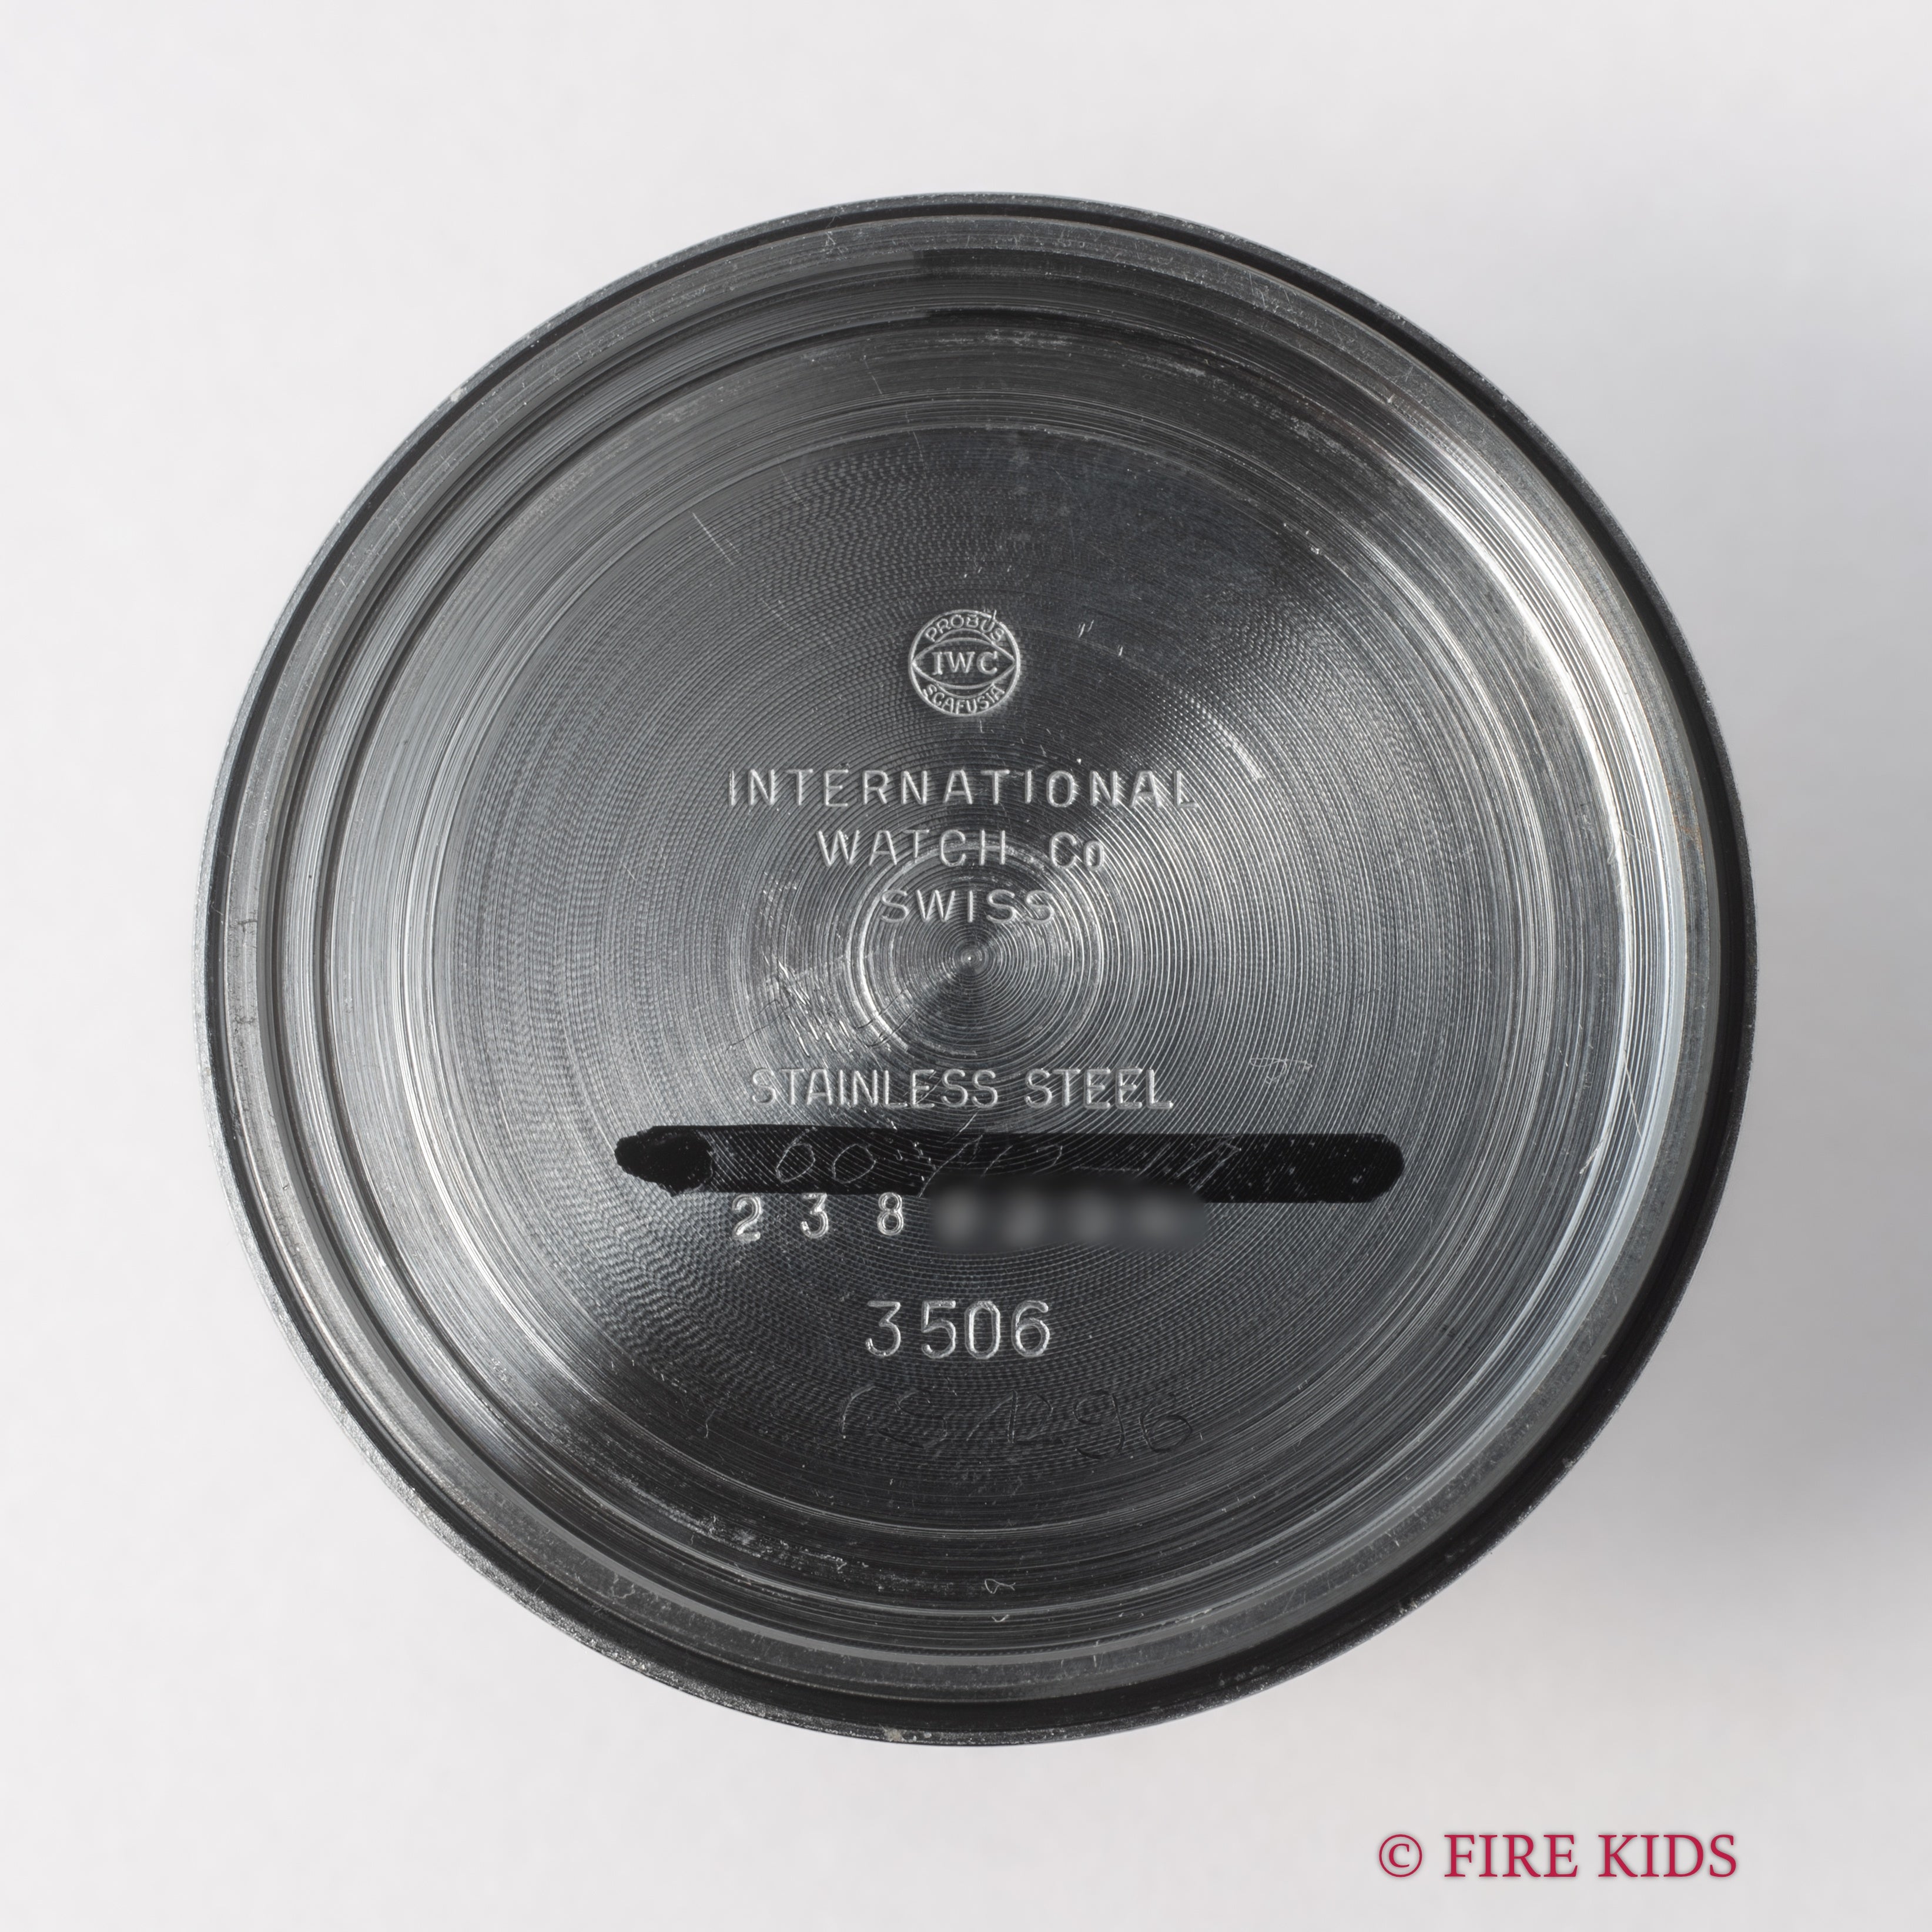 PROBUS
IWC
SCAFUSIA
INTERNATIONAL
WATCH Co
SWISS
STAINLESS STEEL
238
3506
© FIRE KIDS